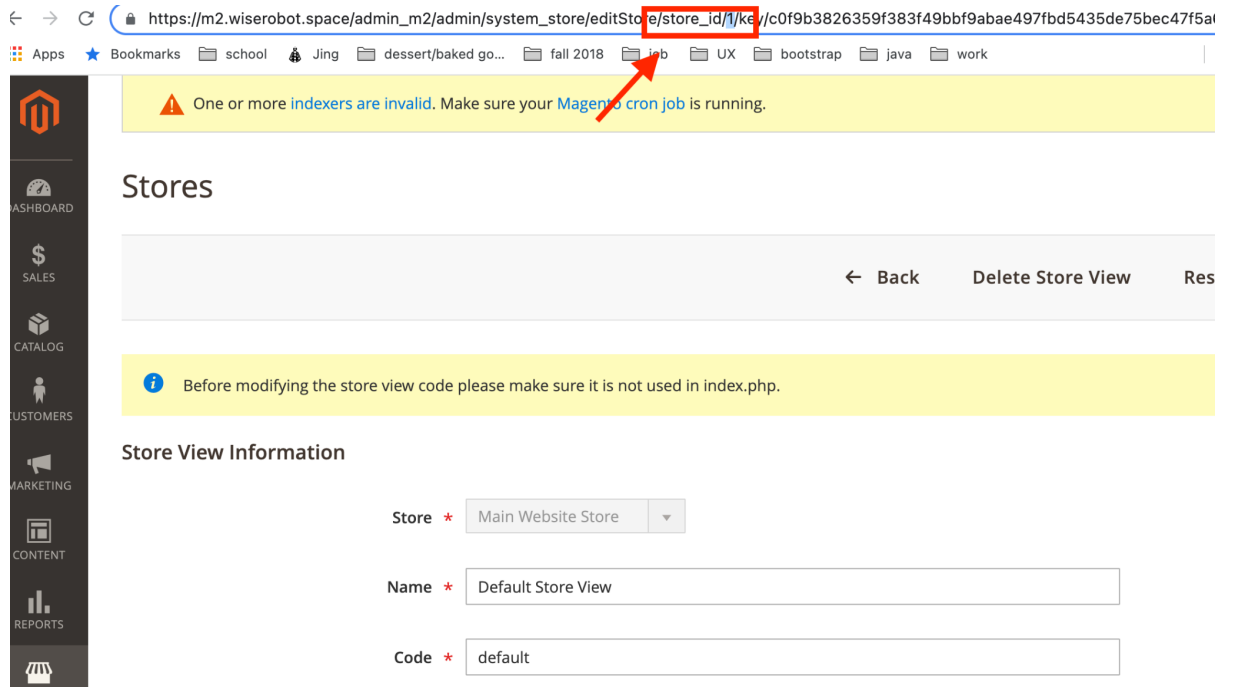 https://m2.wiserobot.space/admin_m2/admin/system_store/editStore/store_id/1/key/c0f9b3826359f383f49bbf9abae497fbd5435de75bec47f5a
Apps Bookmarks school Jing dessert/baked go... fall 2018 job UX bootstrap java work
One or more indexers are invalid. Make sure your Magento cron job is running.
Stores
DASHBOARD
SALES
← Back Delete Store View Res
CATALOG
Before modifying the store view code please make sure it is not used in index.php.
CUSTOMERS
Store View Information
MARKETING
Store * Main Website Store
CONTENT
Name * Default Store View
REPORTS
Code * default